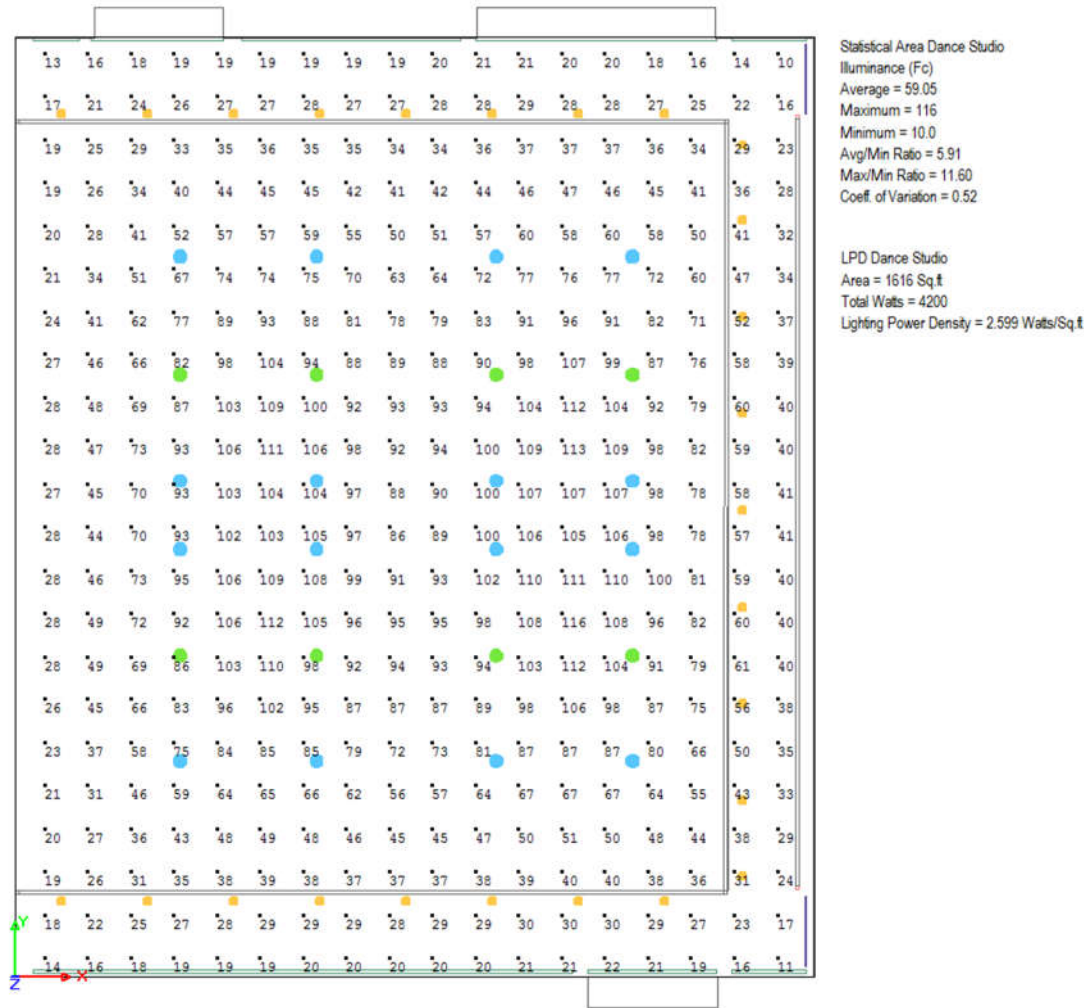 13 16 18 19 19 19 19 19 19 20 21 21 20 20 18 16 14 10
17 21 24 26 27 27 28 27 27 28 28 29 28 28 27 25 22 16
19 25 29 33 35 36 35 35 34 34 36 37 37 37 36 34 29 23
19 26 34 40 44 45 45 42 41 42 44 46 47 46 45 41 36 28
20 28 41 52 57 57 59 55 50 51 57 60 58 60 58 50 41 32
21 34 51 67 74 74 75 70 63 64 72 77 76 77 72 60 47 34
24 41 62 77 89 93 88 81 78 79 83 91 96 91 82 71 52 37
27 46 66 82 98 104 94 88 89 88 90 98 107 99 87 76 58 39
28 48 69 87 103 109 100 92 93 93 94 104 112 104 92 79 60 40
28 47 73 93 106 111 106 98 92 94 100 109 113 109 98 82 59 40
27 45 70 93 103 104 104 97 88 90 100 107 107 107 98 78 58 41
28 44 70 93 102 103 105 97 86 89 100 106 105 106 98 78 57 41
28 46 73 95 106 109 108 99 91 93 102 110 111 110 100 81 59 40
28 49 72 92 106 112 105 96 95 95 98 108 116 108 96 82 60 40
28 49 69 86 103 110 98 92 94 93 94 103 112 104 91 79 61 40
26 45 66 83 96 102 95 87 87 87 89 98 106 98 87 75 56 38
23 37 58 75 84 85 85 79 72 73 81 87 87 87 80 66 50 35
21 31 46 59 64 65 66 62 56 57 64 67 67 67 64 55 43 33
20 27 36 43 48 49 48 46 45 45 47 50 51 50 48 44 38 29
19 26 31 35 38 39 38 37 37 37 38 39 40 40 38 36 31 24
18 22 25 27 28 29 29 29 28 29 29 30 30 30 29 27 23 17
14 16 18 19 19 19 20 20 20 20 20 21 21 22 21 19 16 11
Y
X
Z
Statistical Area Dance Studio
Illuminance (Fc)
Average = 59.05
Maximum = 116
Minimum = 10.0
Avg/Min Ratio = 5.91
Max/Min Ratio = 11.60
Coeff. of Variation = 0.52
LPD Dance Studio
Area = 1616 Sq.ft
Total Watts = 4200
Lighting Power Density = 2.599 Watts/Sq.ft